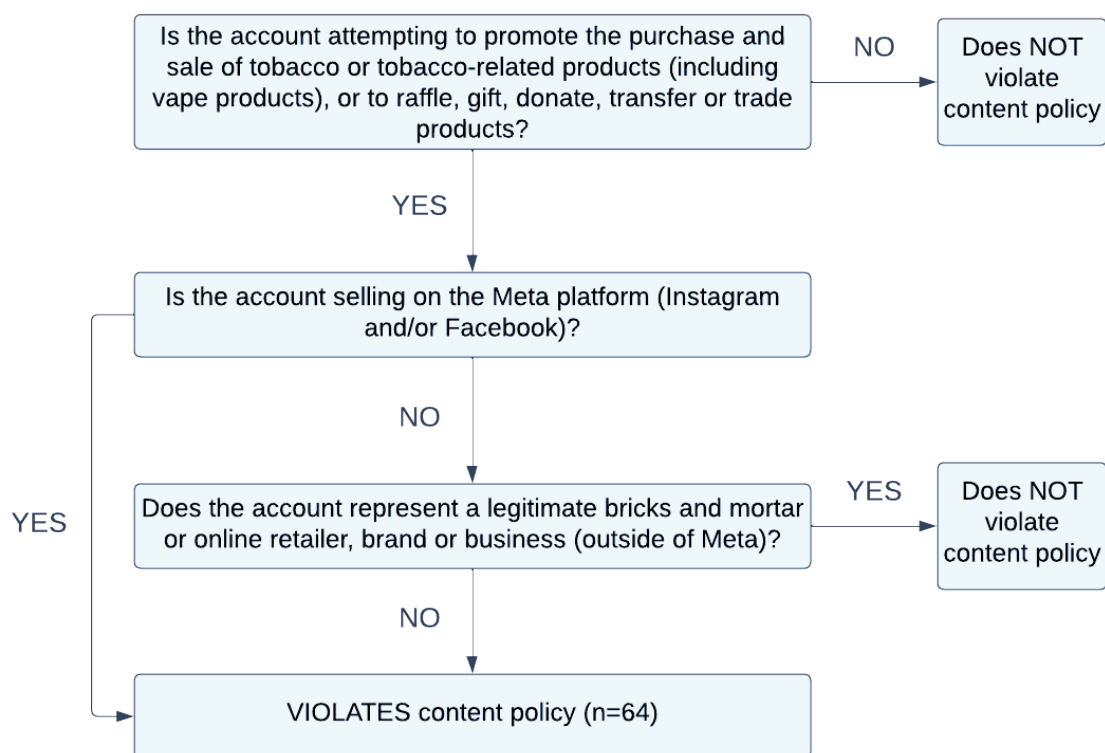 Is the account attempting to promote the purchase and
sale of tobacco or tobacco-related products (including
vape products), or to raffle, gift, donate, transfer or trade
products?
NO
Does NOT
violate
content policy
YES
Is the account selling on the Meta platform (Instagram
and/or Facebook)?
NO
YES
Does the account represent a legitimate bricks and mortar
or online retailer, brand or business (outside of Meta)?
YES
Does NOT
violate
content policy
NO
VIOLATES content policy (n=64)